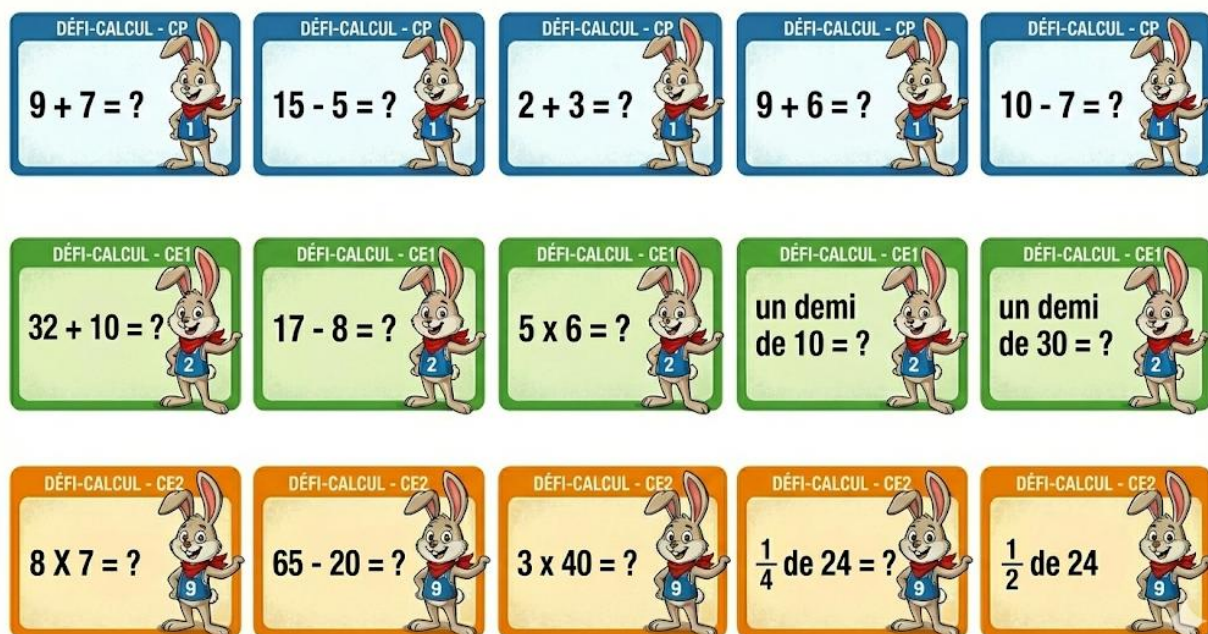 DÉFI-CALCUL - CP
9 + 7 = ?
1
DÉFI-CALCUL - CP
15 - 5 = ?
1
DÉFI-CALCUL - CP
2 + 3 = ?
1
DÉFI-CALCUL - CP
9 + 6 = ?
1
DÉFI-CALCUL - CP
10 - 7 = ?
1
DÉFI-CALCUL - CE1
32 + 10 = ?
2
DÉFI-CALCUL - CE1
17 - 8 = ?
2
DÉFI-CALCUL - CE1
5 x 6 = ?
2
DÉFI-CALCUL - CE1
un demi
de 10 = ?
2
DÉFI-CALCUL - CE1
un demi
de 30 = ?
2
DÉFI-CALCUL - CE2
8 X 7 = ?
9
DÉFI-CALCUL - CE2
65 - 20 = ?
9
DÉFI-CALCUL - CE2
3 x 40 = ?
9
DÉFI-CALCUL - CE2
1/4 de 24 = ?
9
DÉFI-CALCUL - CE2
1/2 de 24
9